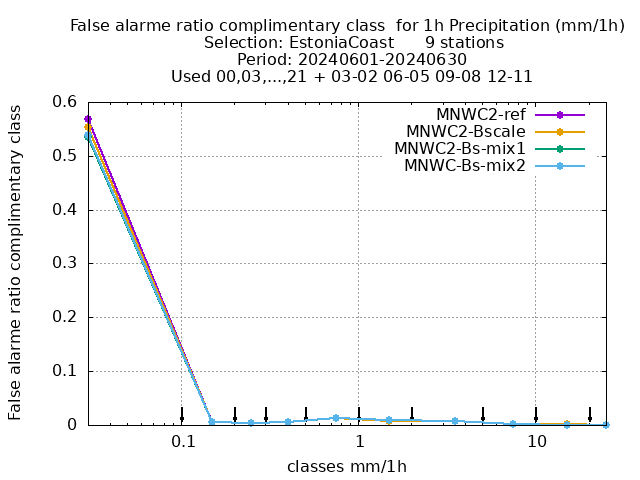 False alarme ratio complimentary class  for 1h Precipitation (mm/1h)
Selection: EstoniaCoast      9 stations
Period: 20240601-20240630
Used 00,03,...,21 + 03-02 06-05 09-08 12-11
False alarme ratio complimentary class
0.6
0.5
0.4
0.3
0.2
0.1
0
MNWC2-ref
MNWC2-Bscale
MNWC2-Bs-mix1
MNWC-Bs-mix2
0.1
1
10
classes mm/1h